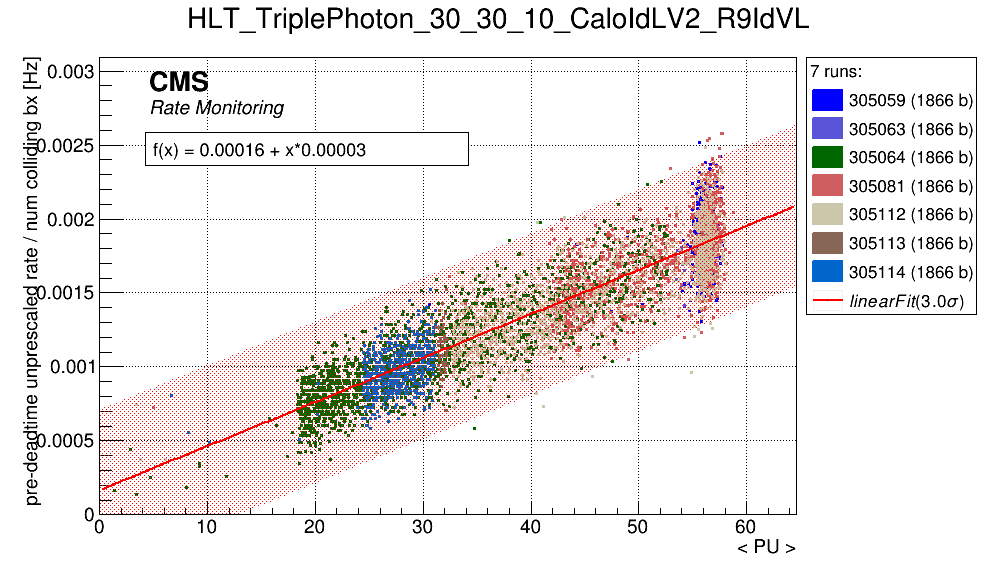 HLT_TriplePhoton_30_30_10_CaloIdLV2_R9IdVL
pre-deadtime unprescaled rate / num colliding bx [Hz]
0.003
0.0025
0.002
0.0015
0.001
0.0005
0
CMS
Rate Monitoring
f(x) = 0.00016 + x*0.00003
0 10 20 30 40 50 60
< PU >
7 runs:
305059 (1866 b)
305063 (1866 b)
305064 (1866 b)
305081 (1866 b)
305112 (1866 b)
305113 (1866 b)
305114 (1866 b)
linearFit(3.0σ)